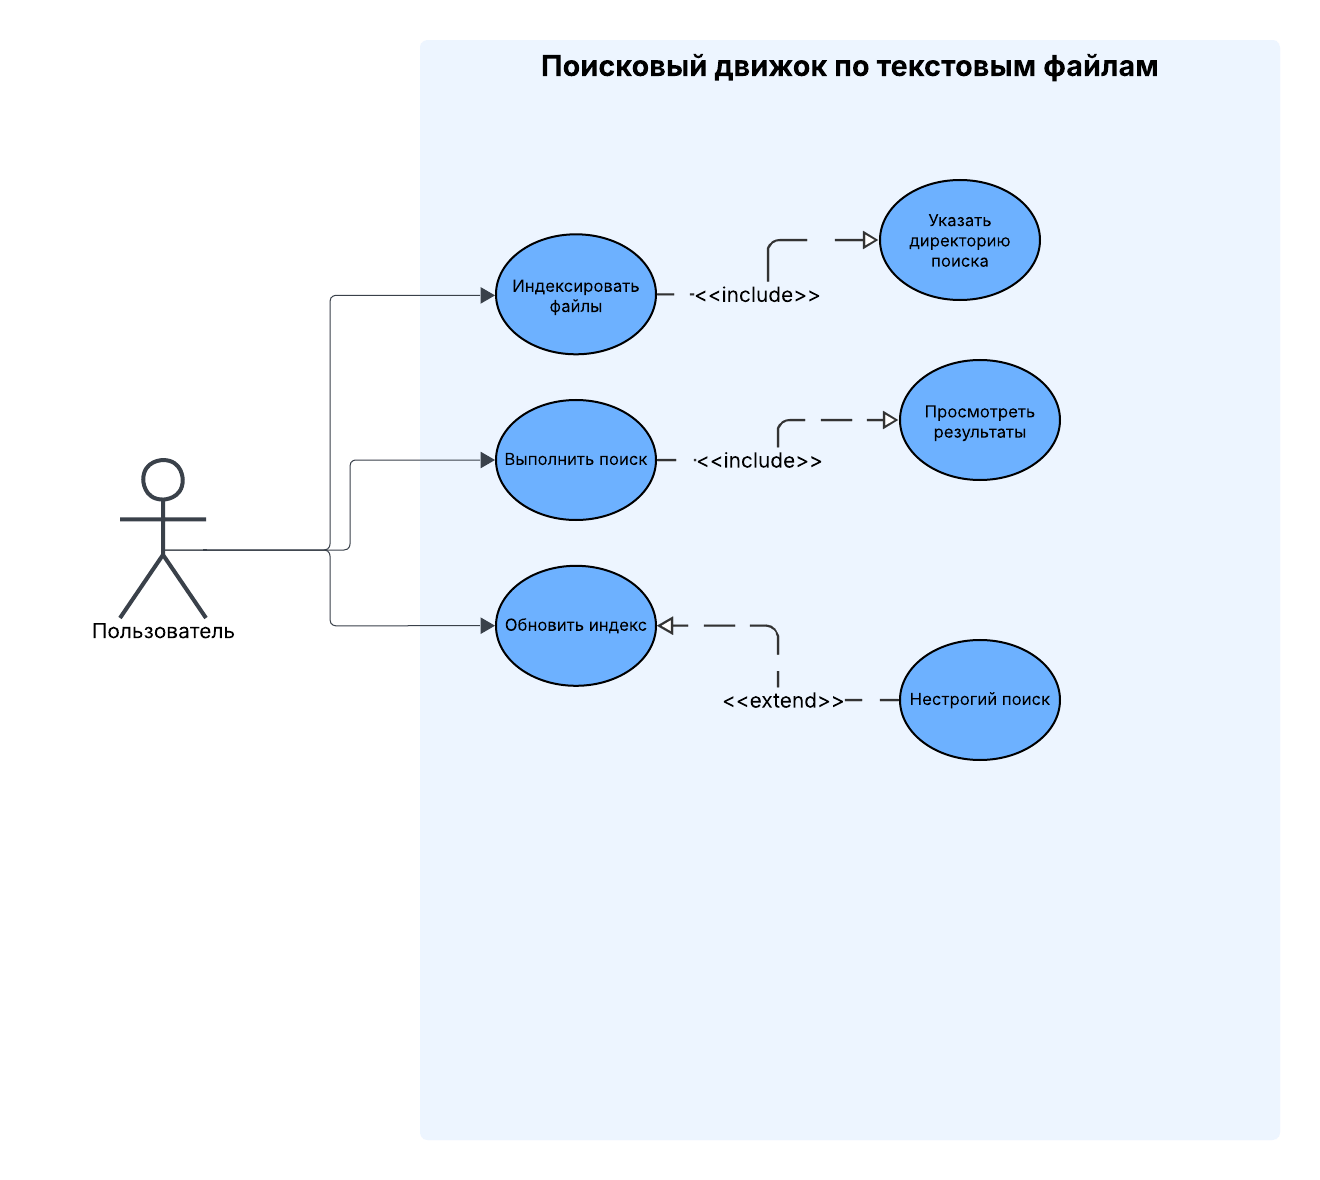 Поисковый движок по текстовым файлам
Указать
директорию
поиска
Индексировать
файлы
<<include>>
Просмотреть
результаты
Выполнить поиск
<<include>>
Обновить индекс
Пользователь
<<extend>>
Нестрогий поиск